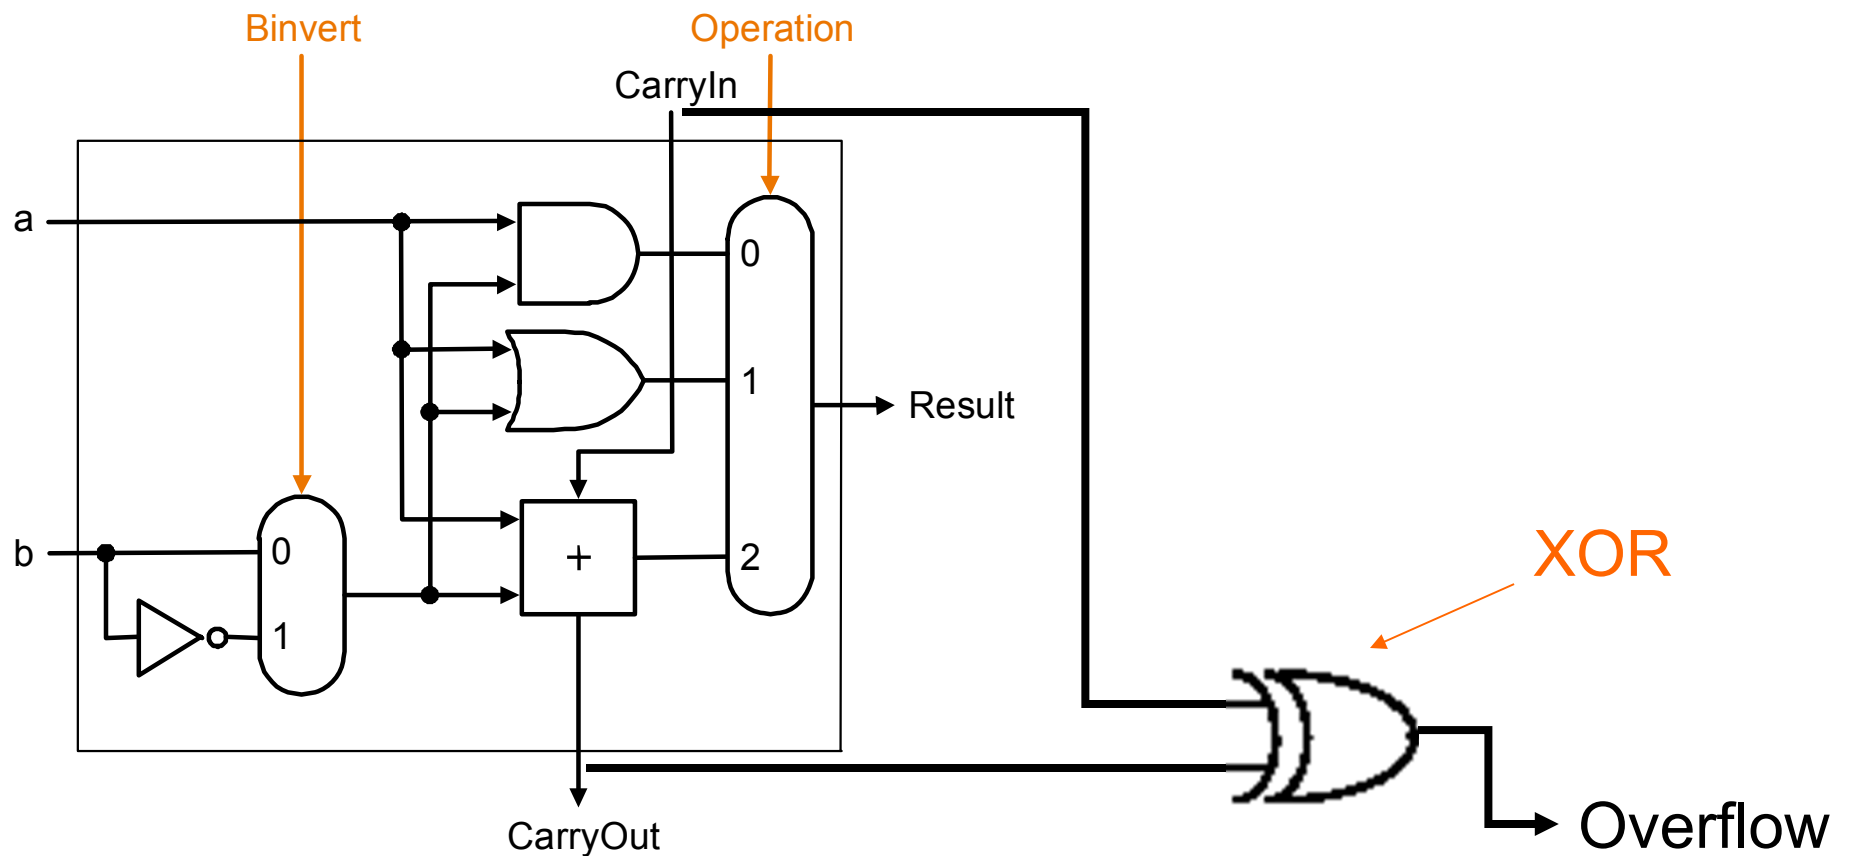 Binvert
Operation
CarryIn
a
0
1
Result
b
0
+
2
1
XOR
CarryOut
Overflow